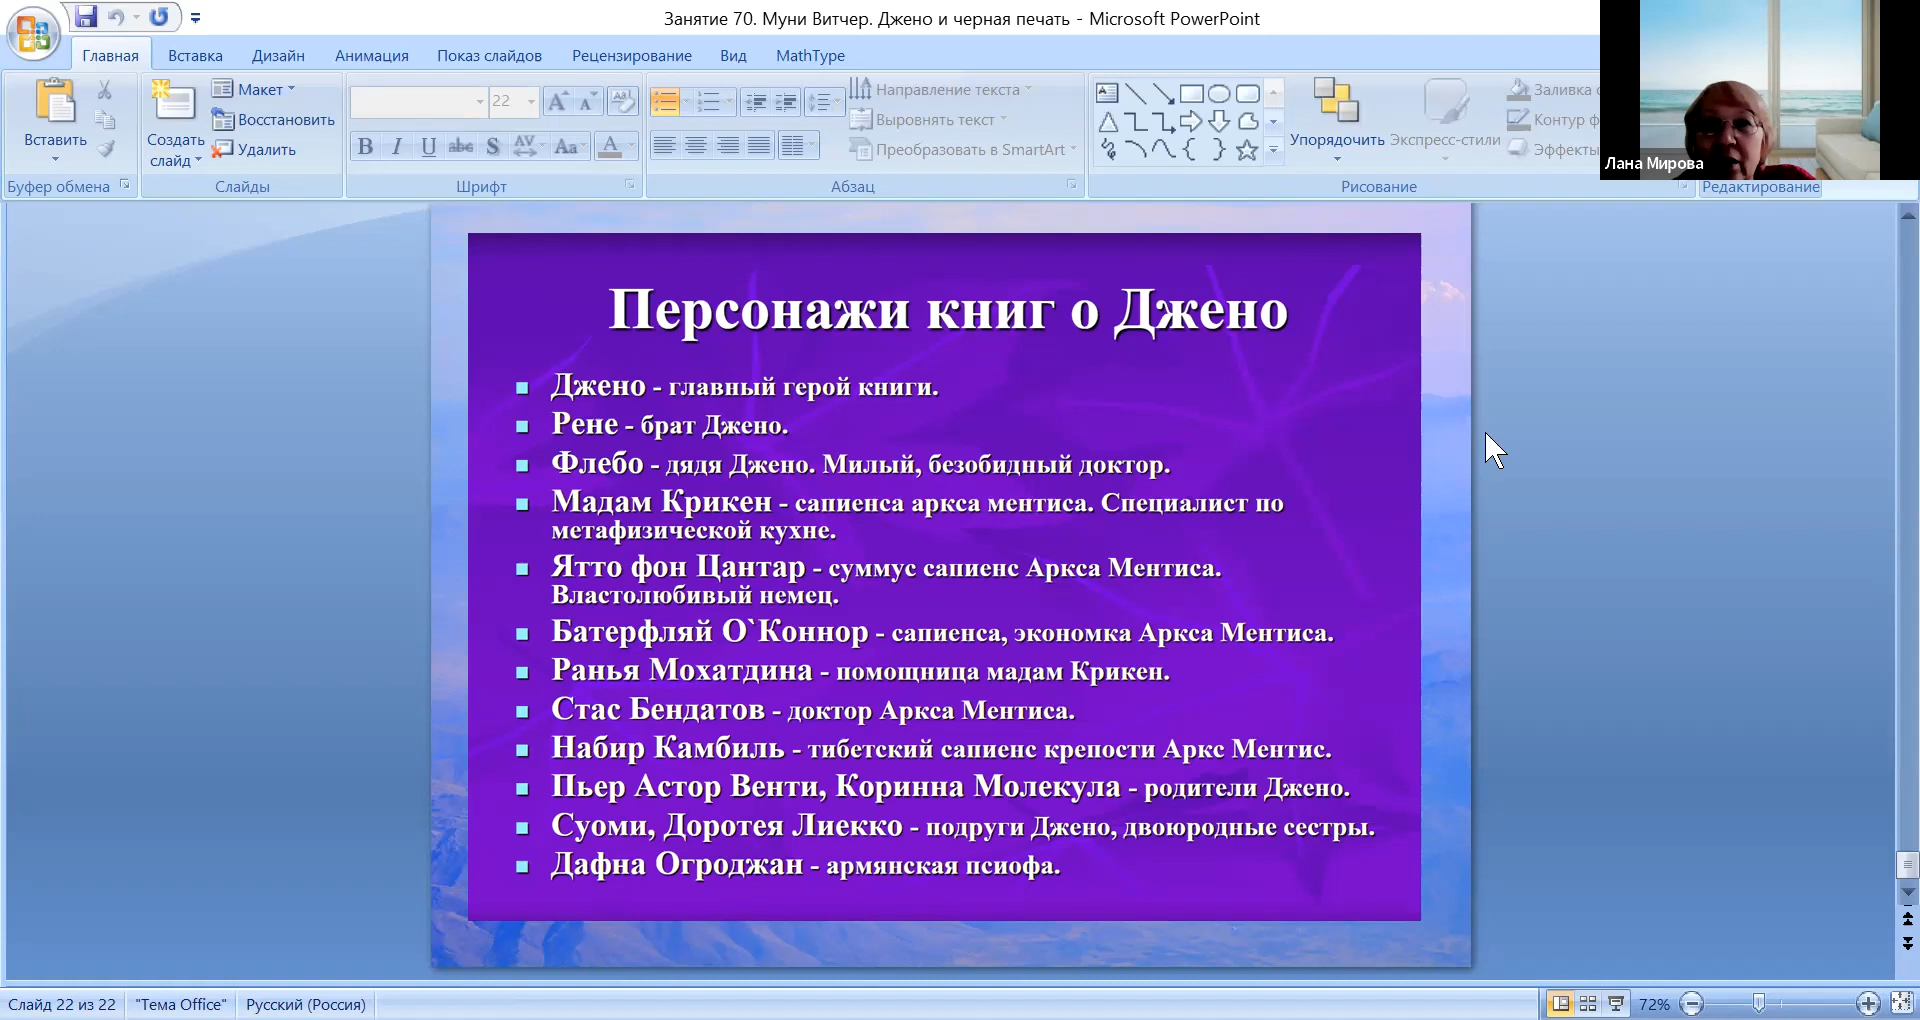 Занятие 70. Муни Витчер. Джено и черная печать - Microsoft PowerPoint
Главная Вставка Дизайн Анимация Показ слайдов Рецензирование Вид MathType
Вставить
Буфер обмена
Создать слайд
Макет
Восстановить
Удалить
Слайды
22
Шрифт
Направление текста
Выровнять текст
Преобразовать в SmartArt
Абзац
Упорядочить
Экспресс-стили
Заливка
Контур ф
Эффекты
Рисование
Редактирование
Лана Мирова
Персонажи книг о Джено
Джено - главный герой книги.
Рене - брат Джено.
Флебо - дядя Джено. Милый, безобидный доктор.
Мадам Крикен - сапиенса аркса ментиса. Специалист по
метафизической кухне.
Ятто фон Цантар - суммус сапиенс Аркса Ментиса.
Властолюбивый немец.
Батерфляй О`Коннор - сапиенса, экономка Аркса Ментиса.
Ранья Мохатдина - помощница мадам Крикен.
Стас Бендатов - доктор Аркса Ментиса.
Набир Камбиль - тибетский сапиенс крепости Аркс Ментис.
Пьер Астор Венти, Коринна Молекула - родители Джено.
Суоми, Доротея Лиекко - подруги Джено, двоюродные сестры.
Дафна Огроджан - армянская псиофа.
Слайд 22 из 22 "Тема Office" Русский (Россия) 72%